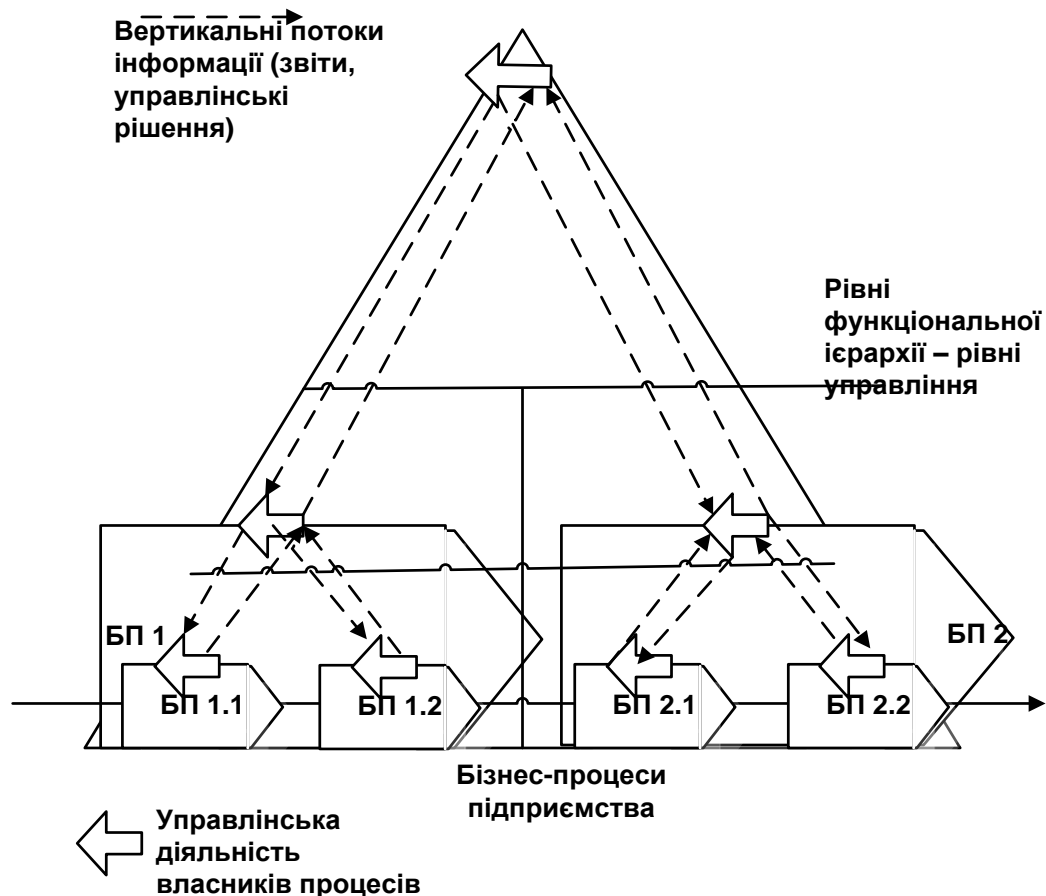 Вертикальні потоки
інформації (звіти,
управлінські
рішення)
Рівні
функціональної
ієрархії – рівні
управління
БП 1
БП 2
БП 1.1
БП 1.2
БП 2.1
БП 2.2
Бізнес-процеси
підприємства
Управлінська
діяльність
власників процесів